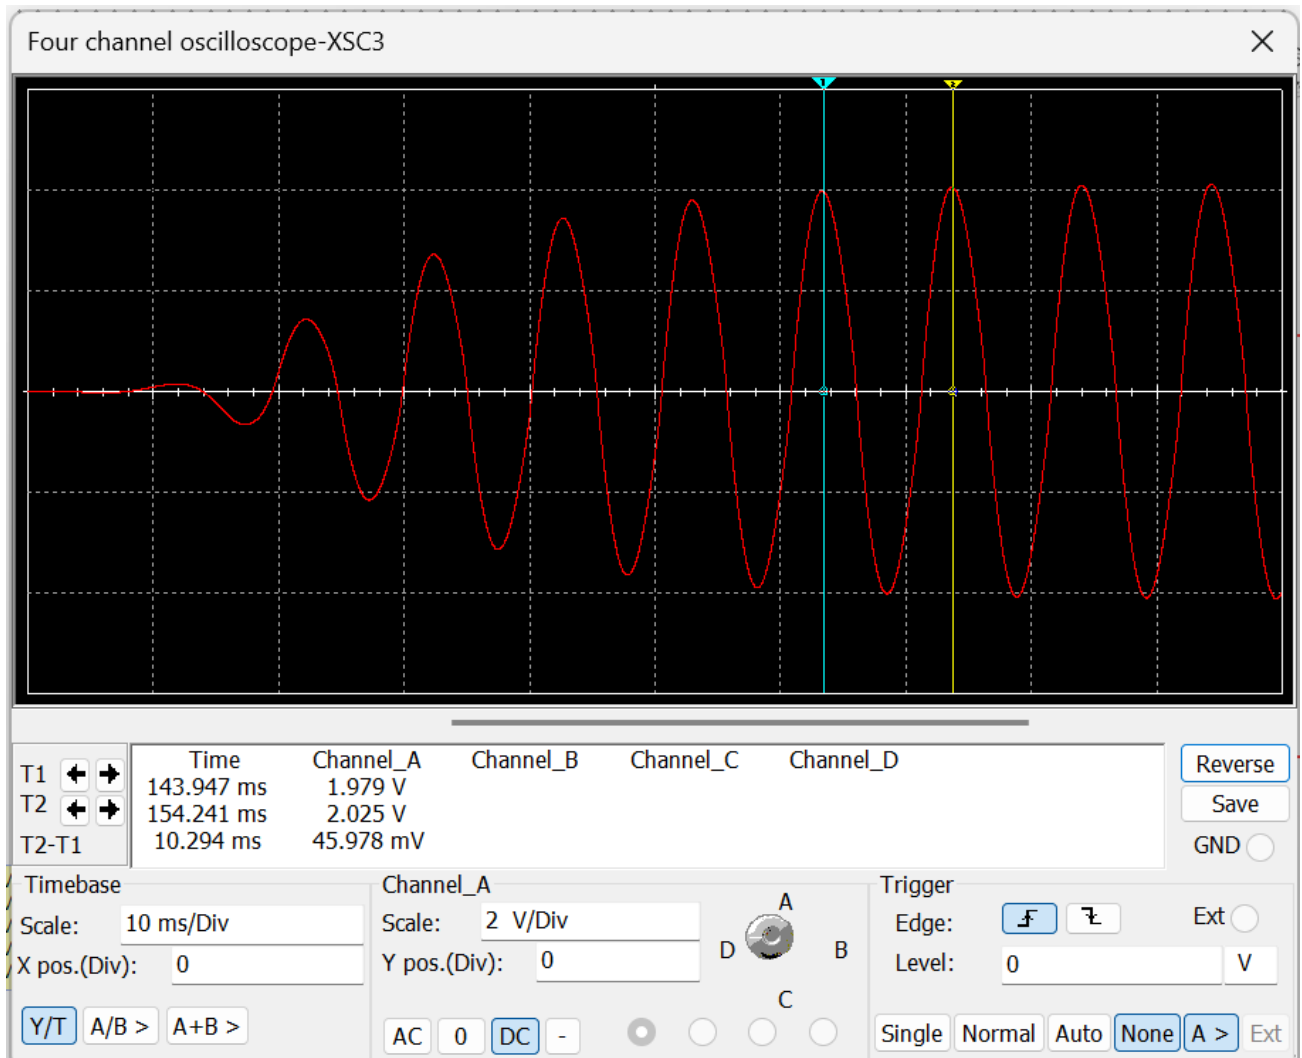 Four channel oscilloscope-XSC3
1 2
Time Channel_A Channel_B Channel_C Channel_D
T1 143.947 ms 1.979 V
T2 154.241 ms 2.025 V
T2-T1 10.294 ms 45.978 mV
Reverse
Save
GND
Timebase
Scale: 10 ms/Div
X pos.(Div): 0
Y/T A/B > A+B >
Channel_A
Scale: 2 V/Div
Y pos.(Div): 0
AC 0 DC -
A
D B
C
Trigger
Edge: Ext
Level: 0 V
Single Normal Auto None A > Ext